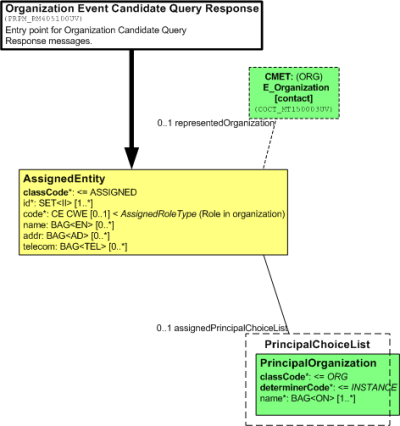 Organization Event Candidate Query Response
(PRPM_RM405100UV)
Entry point for Organization Candidate Query
Response messages.
CMET: (ORG)
E_Organization
[contact]
(COCT_MT150003UV)
0..1 representedOrganization
AssignedEntity
classCode*: <= ASSIGNED
id*: SET<II> [1..*]
code*: CE CWE [0..1] < AssignedRoleType (Role in organization)
name: BAG<EN> [0..*]
addr: BAG<AD> [0..*]
telecom: BAG<TEL> [0..*]
0..1 assignedPrincipalChoiceList
PrincipalChoiceList
PrincipalOrganization
classCode*: <= ORG
determinerCode*: <= INSTANCE
name*: BAG<ON> [1..*]